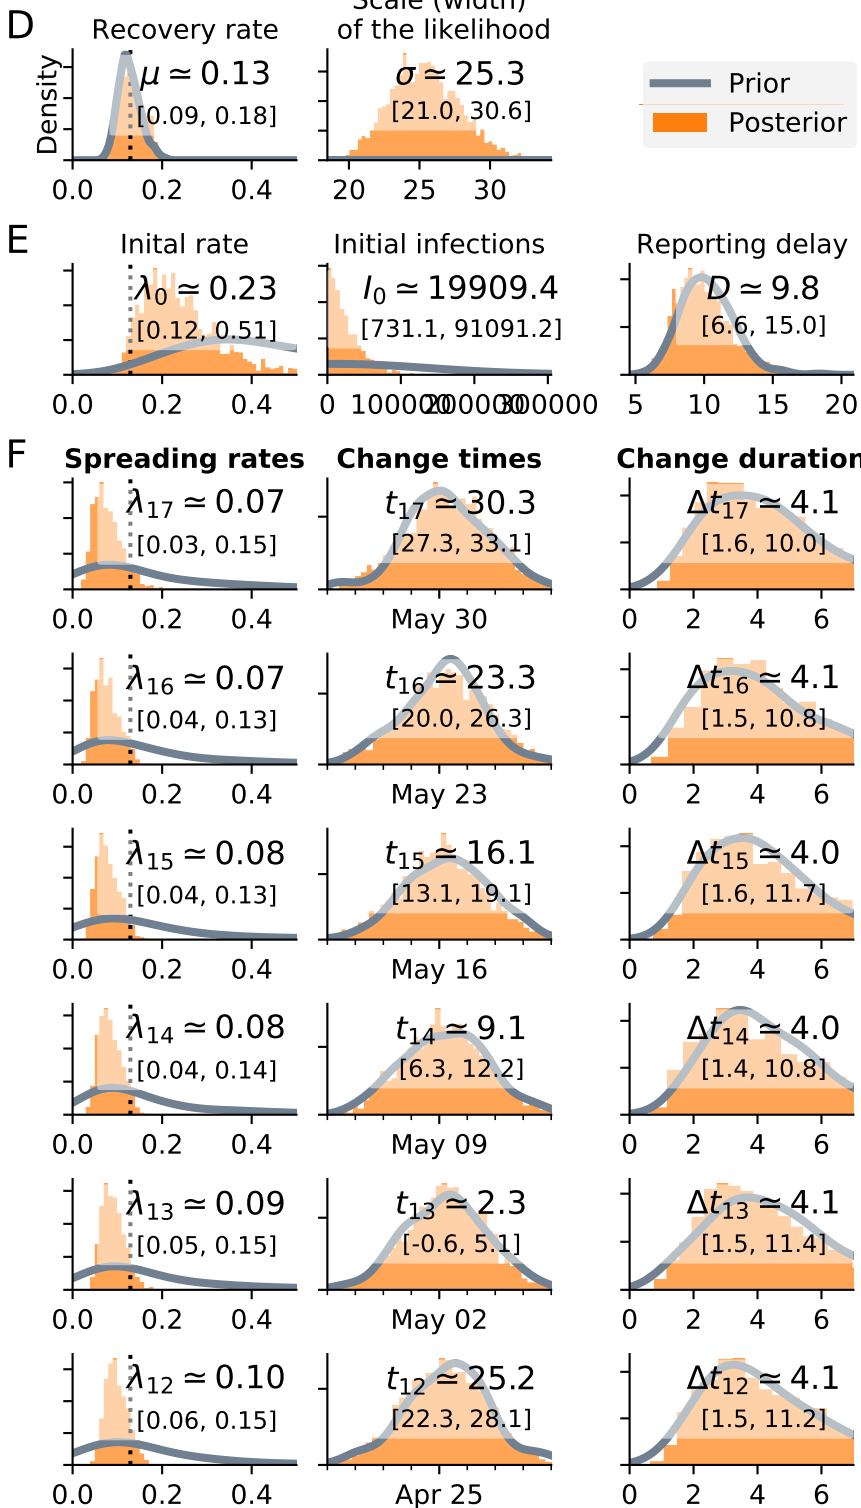 D
Recovery rate
Scale (width)
of the likelihood
Density
μ ≃ 0.13
[0.09, 0.18]
σ ≃ 25.3
[21.0, 30.6]
Prior
Posterior
0.0 0.2 0.4
20 25 30
E
Inital rate
Initial infections
Reporting delay
λ0 ≃ 0.23
[0.12, 0.51]
I0 ≃ 19909.4
[731.1, 91091.2]
D ≃ 9.8
[6.6, 15.0]
0.0 0.2 0.4
0 100000 200000 300000
5 10 15 20
F
Spreading rates
Change times
Change duration
λ17 ≃ 0.07
[0.03, 0.15]
t17 ≃ 30.3
[27.3, 33.1]
Δt17 ≃ 4.1
[1.6, 10.0]
0.0 0.2 0.4
May 30
0 2 4 6
λ16 ≃ 0.07
[0.04, 0.13]
t16 ≃ 23.3
[20.0, 26.3]
Δt16 ≃ 4.1
[1.5, 10.8]
0.0 0.2 0.4
May 23
0 2 4 6
λ15 ≃ 0.08
[0.04, 0.13]
t15 ≃ 16.1
[13.1, 19.1]
Δt15 ≃ 4.0
[1.6, 11.7]
0.0 0.2 0.4
May 16
0 2 4 6
λ14 ≃ 0.08
[0.04, 0.14]
t14 ≃ 9.1
[6.3, 12.2]
Δt14 ≃ 4.0
[1.4, 10.8]
0.0 0.2 0.4
May 09
0 2 4 6
λ13 ≃ 0.09
[0.05, 0.15]
t13 ≃ 2.3
[-0.6, 5.1]
Δt13 ≃ 4.1
[1.5, 11.4]
0.0 0.2 0.4
May 02
0 2 4 6
λ12 ≃ 0.10
[0.06, 0.15]
t12 ≃ 25.2
[22.3, 28.1]
Δt12 ≃ 4.1
[1.5, 11.2]
0.0 0.2 0.4
Apr 25
0 2 4 6